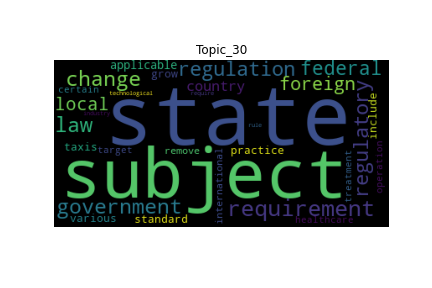 Topic_30
applicable
grow
regulation
federal
change
country
foreign
certain
technological
require
local
state
law
rule
regulatory
include
taxis
target
remove
practice
subject
international
treatment
operation
government
requirement
various
standard
healthcare